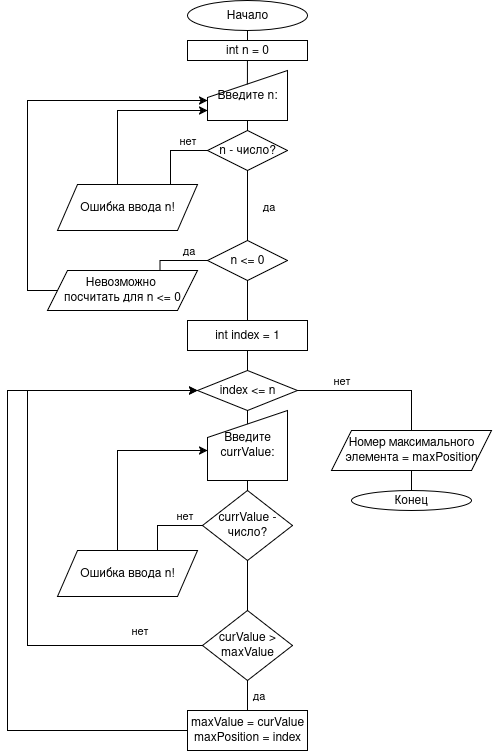 Начало
int n = 0
Введите n:
нет
n - число?
Ошибка ввода n!
да
да
n <= 0
Невозможно
посчитать для n <= 0
int index = 1
index <= n
нет
Введите
currValue:
Номер максимального
элемента = maxPosition
Конец
нет
currValue -
число?
Ошибка ввода n!
нет
curValue >
maxValue
да
maxValue = curValue
maxPosition = index